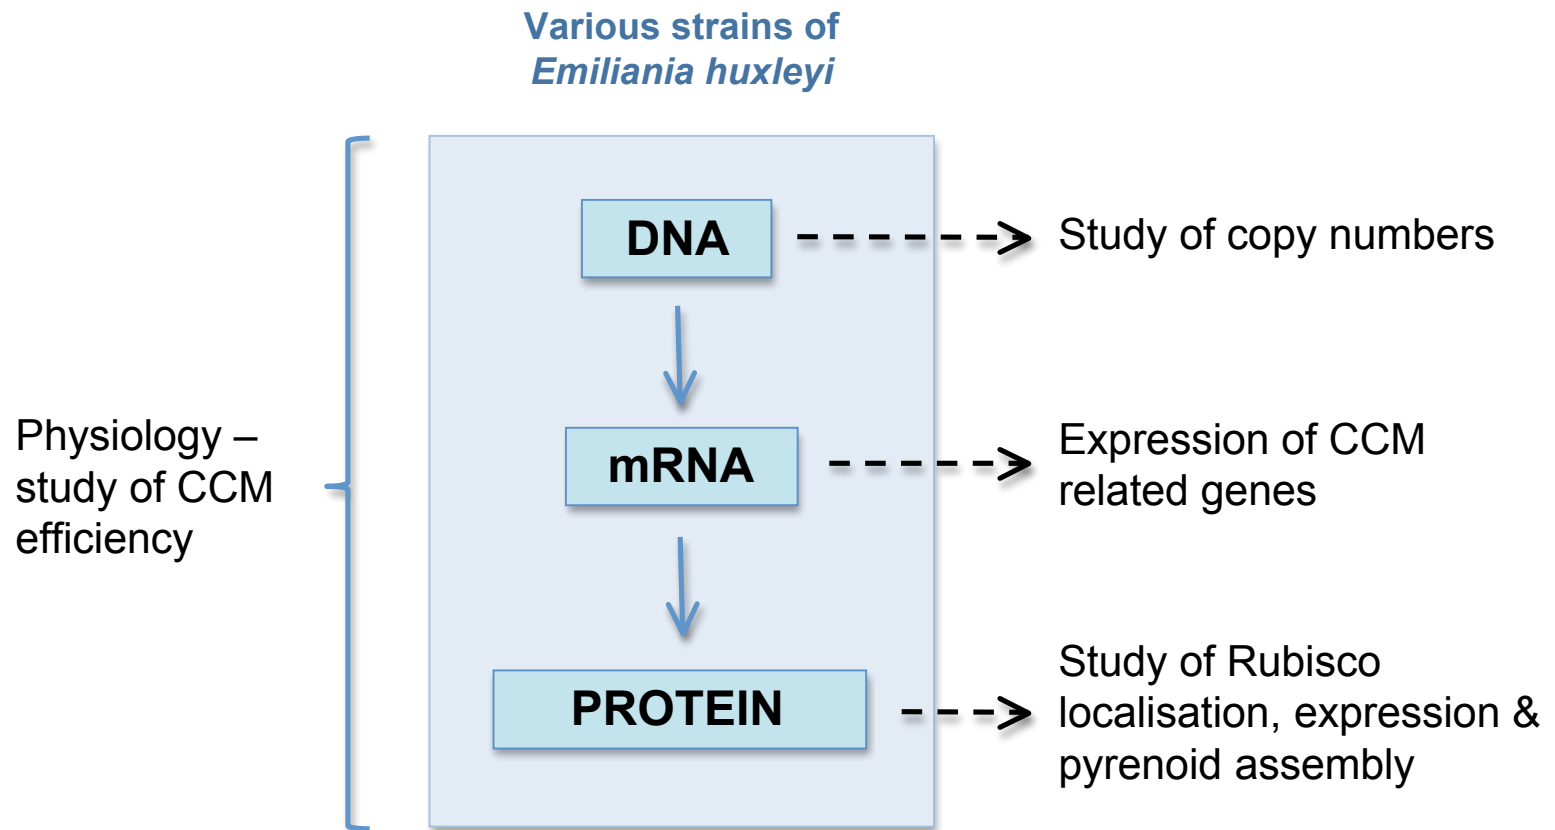 Various strains of
Emiliania huxleyi
DNA
Study of copy numbers
Physiology –
study of CCM
efficiency
mRNA
Expression of CCM
related genes
PROTEIN
Study of Rubisco
localisation, expression &
pyrenoid assembly